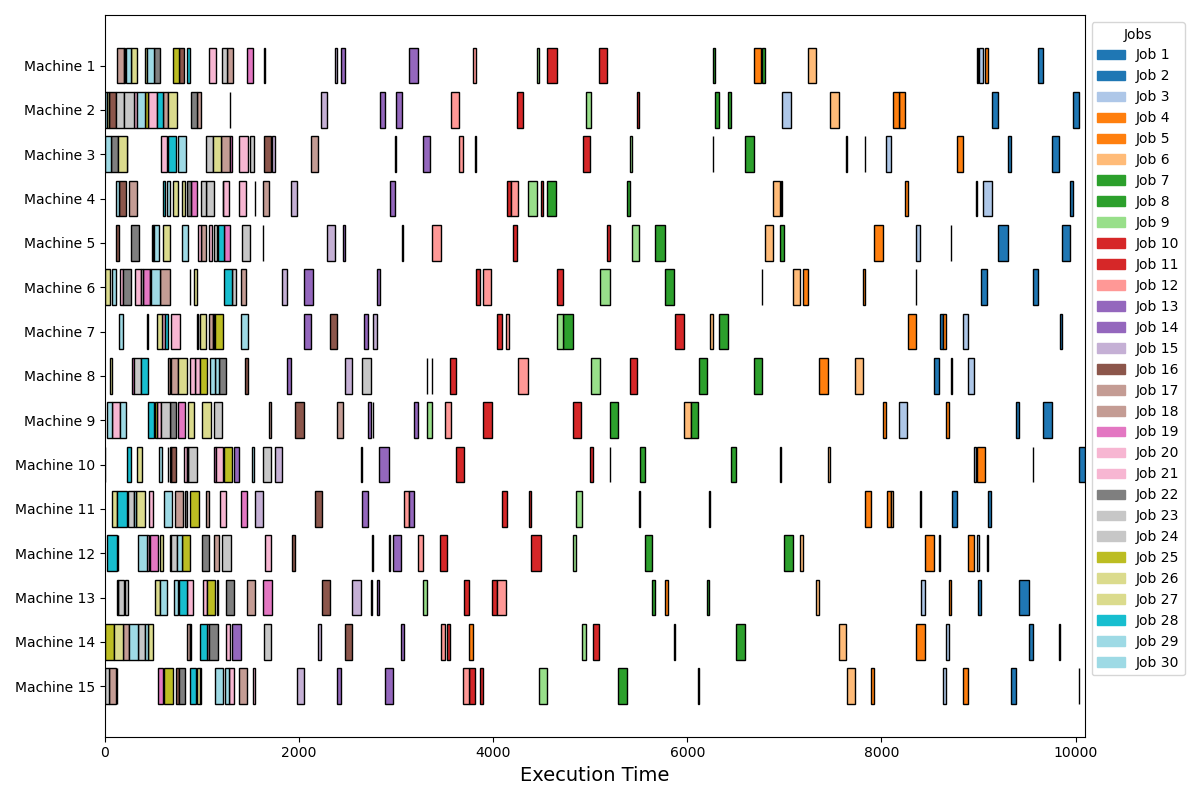 Machine 1
Machine 2
Machine 3
Machine 4
Machine 5
Machine 6
Machine 7
Machine 8
Machine 9
Machine 10
Machine 11
Machine 12
Machine 13
Machine 14
Machine 15
0
2000
4000
6000
8000
10000
Execution Time
Jobs
Job 1
Job 2
Job 3
Job 4
Job 5
Job 6
Job 7
Job 8
Job 9
Job 10
Job 11
Job 12
Job 13
Job 14
Job 15
Job 16
Job 17
Job 18
Job 19
Job 20
Job 21
Job 22
Job 23
Job 24
Job 25
Job 26
Job 27
Job 28
Job 29
Job 30